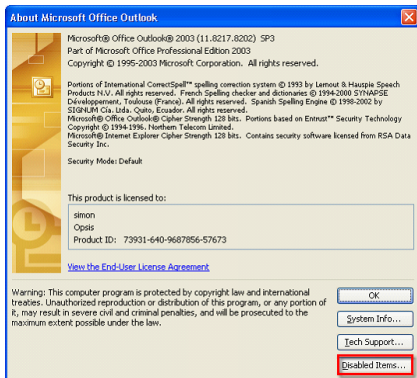 About Microsoft Office Outlook
Microsoft® Office Outlook® 2003 (11.8217.8202) SP3
Part of Microsoft Office Professional Edition 2003
Copyright © 1995-2003 Microsoft Corporation. All rights reserved.
Portions of International CorrectSpell™ spelling correction system © 1993 by Lernout & Hauspie Speech
Products N.V. All rights reserved. French Spelling checker and dictionaries © 1994-2000 SYNAPSE
Développement, Toulouse (France). All rights reserved. Spanish Spelling Engine © 1998-2002 by
SIGNUM Cía. Ltda. Quito, Ecuador. All rights reserved.
Microsoft® Office Outlook® Cipher Strength 128 bits. Portions based on Entrust™ Security Technology
Copyright © 1994-1996. Northern Telecom Limited.
Microsoft® Internet Explorer Cipher Strength 128 bits. Contains security software licensed from RSA Data
Security Inc.
Security Mode: Default
This product is licensed to:
simon
Opsis
Product ID: 73931-640-9687856-57673
View the End-User License Agreement
Warning: This computer program is protected by copyright law and international
treaties. Unauthorized reproduction or distribution of this program, or any portion of
it, may result in severe civil and criminal penalties, and will be prosecuted to the
maximum extent possible under the law.
OK
System Info...
Tech Support...
Disabled Items...